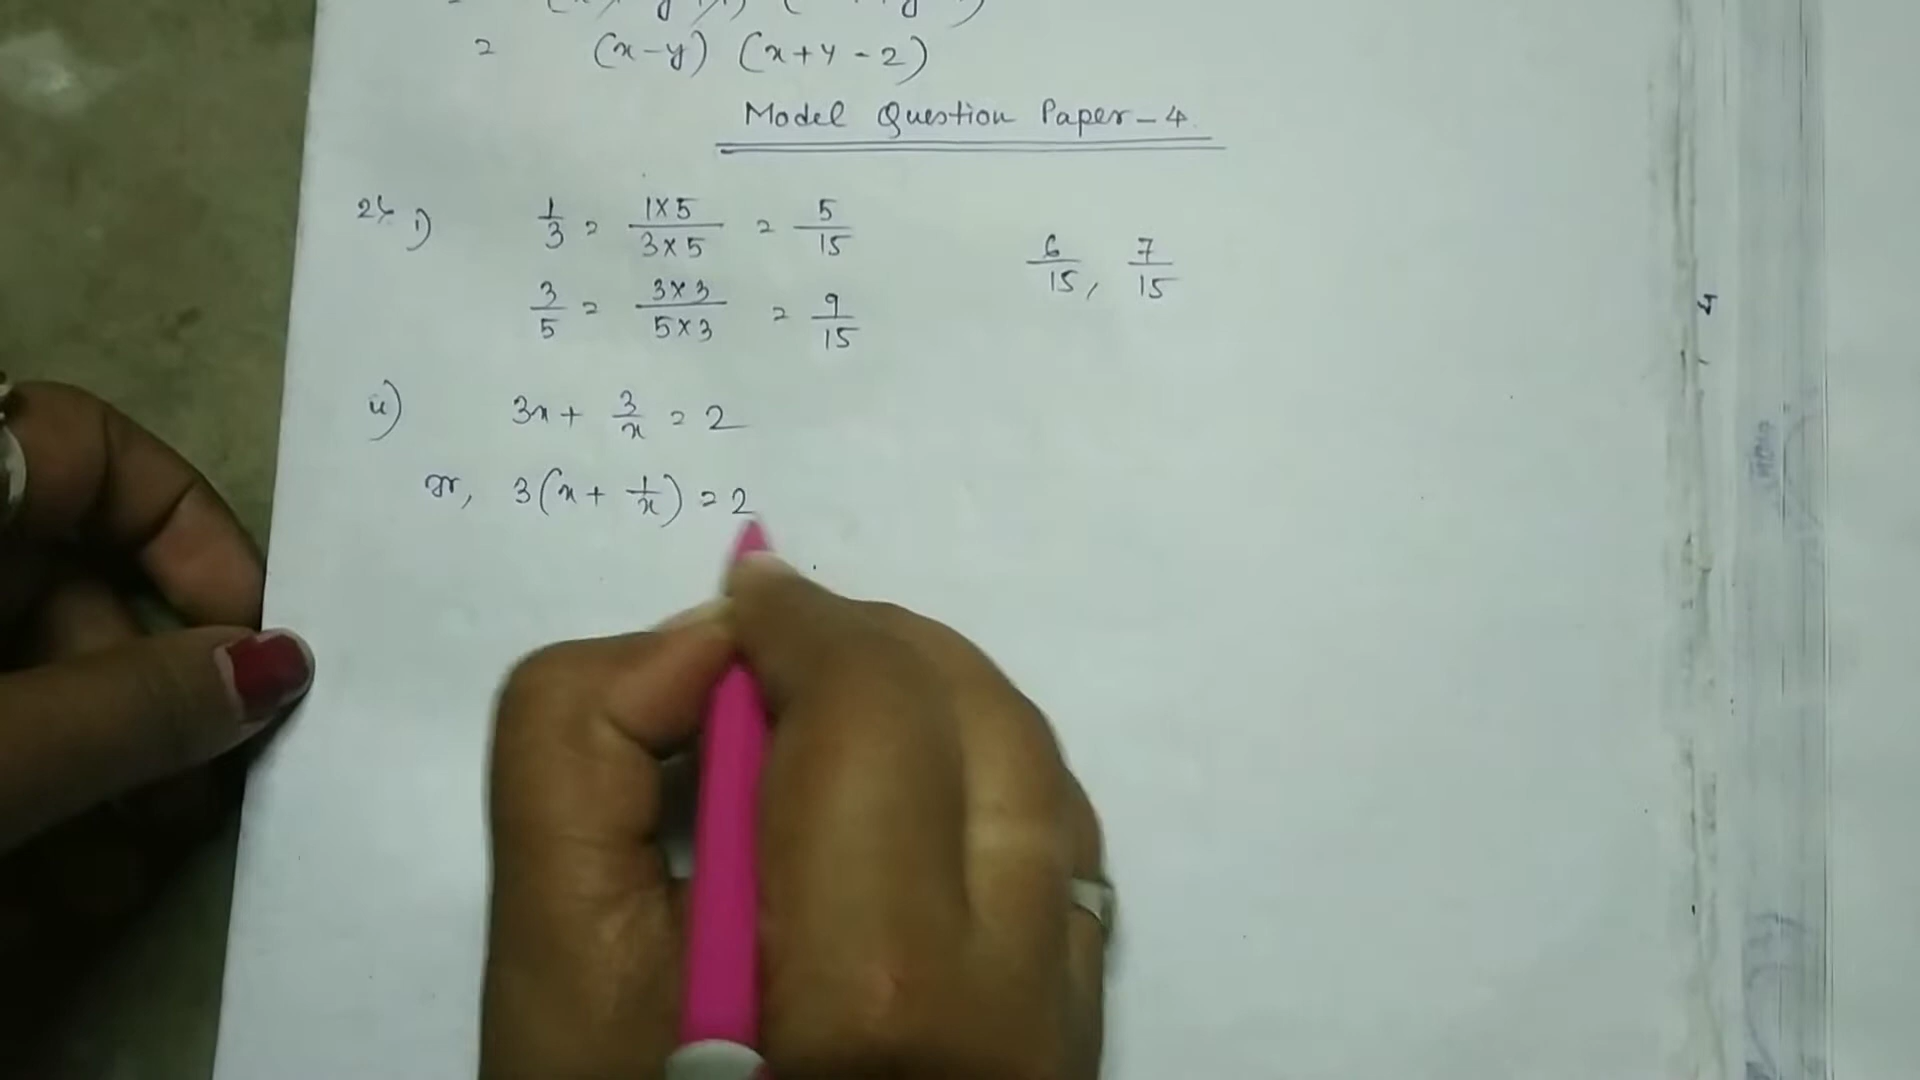 = (x-y) (x+y-2)
Model Question Paper-4
2. i) 1/3 = 1×5/3×5 = 5/15
6/15, 7/15
3/5 = 3×3/5×3 = 9/15
ii) 3x + 3/x = 2
or, 3(x + 1/x) = 2